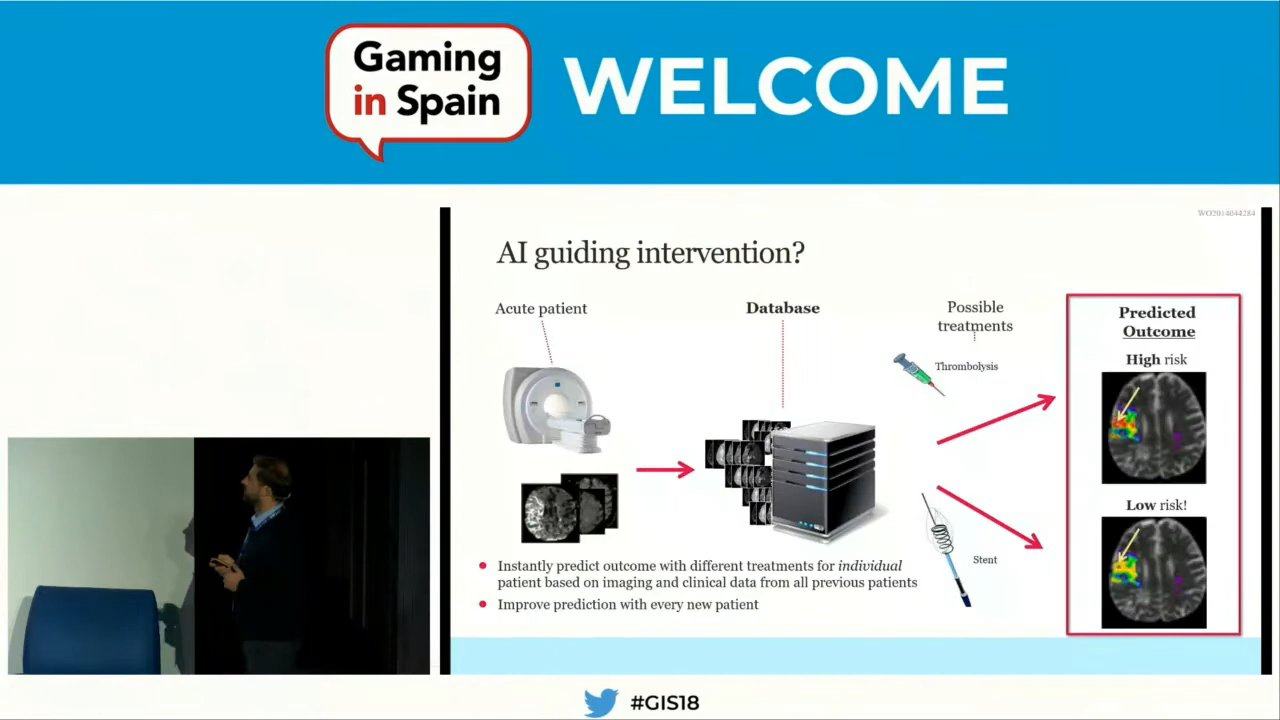 Gaming
in Spain
WELCOME
WO2014044284
AI guiding intervention?
Acute patient
Database
Possible
treatments
Thrombolysis
Predicted
Outcome
High risk
Low risk!
Stent
Instantly predict outcome with different treatments for individual
patient based on imaging and clinical data from all previous patients
Improve prediction with every new patient
#GIS18